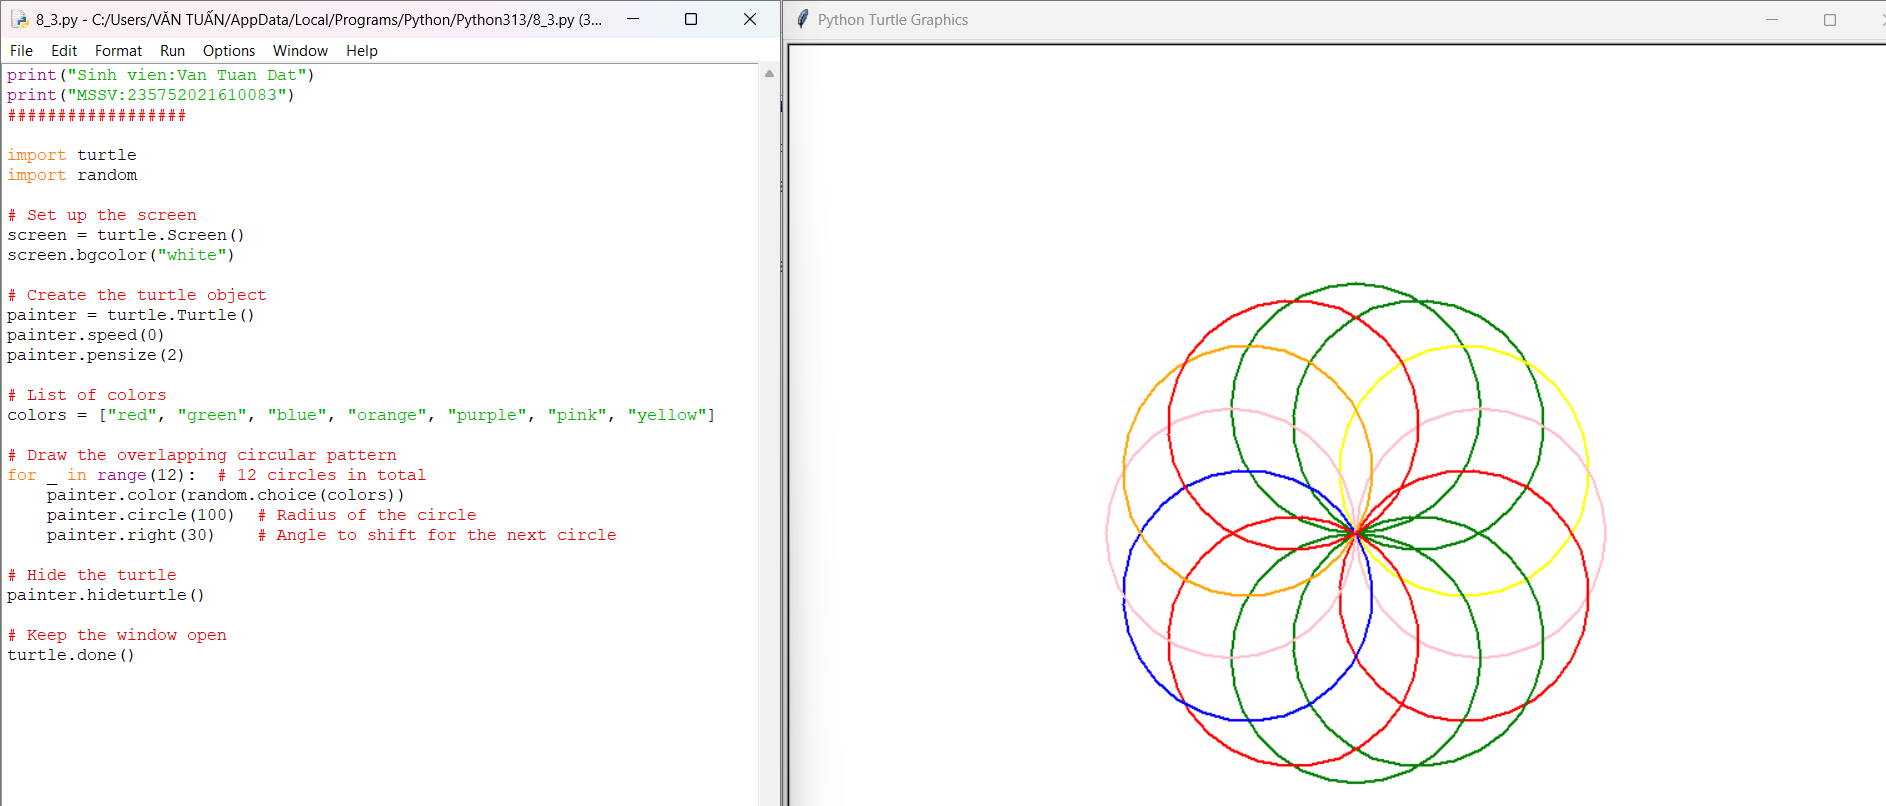 8_3.py - C:/Users/VĂN TUẤN/AppData/Local/Programs/Python/Python313/8_3.py (3...
File Edit Format Run Options Window Help
print("Sinh vien:Van Tuan Dat")
print("MSSV:235752021610083")
##################
import turtle
import random
# Set up the screen
screen = turtle.Screen()
screen.bgcolor("white")
# Create the turtle object
painter = turtle.Turtle()
painter.speed(0)
painter.pensize(2)
# List of colors
colors = ["red", "green", "blue", "orange", "purple", "pink", "yellow"]
# Draw the overlapping circular pattern
for _ in range(12):  # 12 circles in total
    painter.color(random.choice(colors))
    painter.circle(100)  # Radius of the circle
    painter.right(30)    # Angle to shift for the next circle
# Hide the turtle
painter.hideturtle()
# Keep the window open
turtle.done()
Python Turtle Graphics